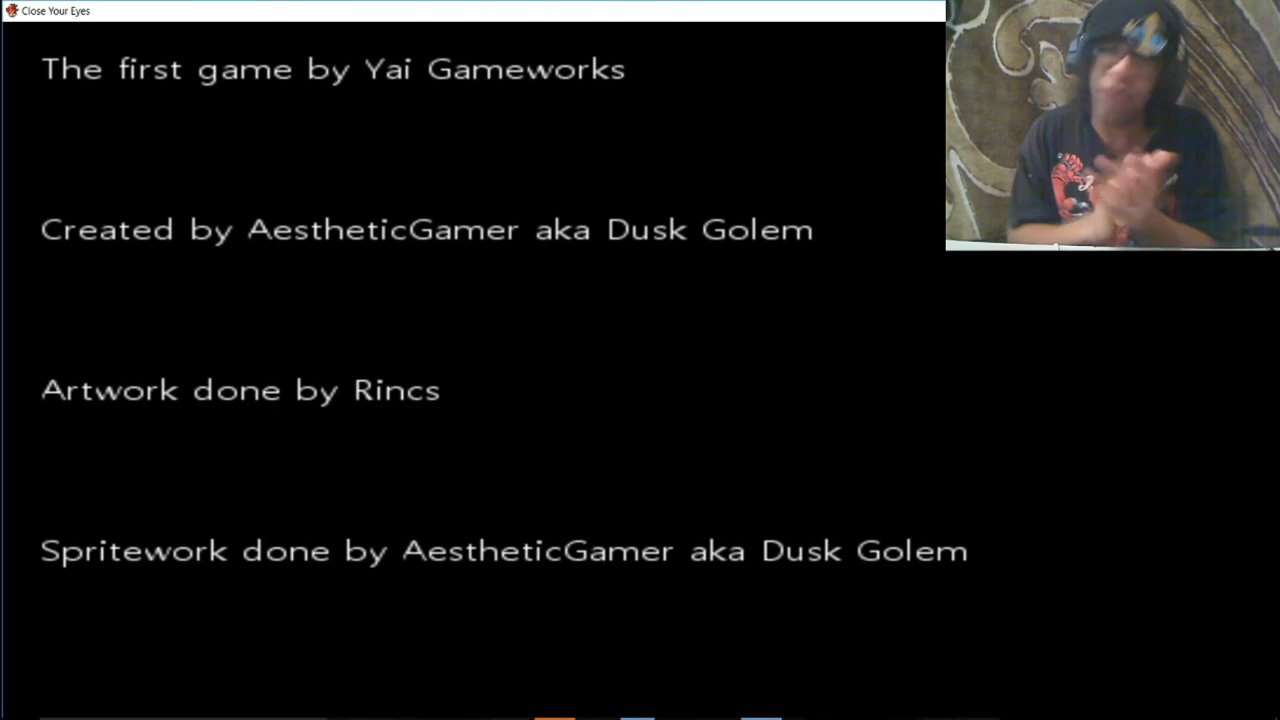 Close Your Eyes
The first game by Yai Gameworks
Created by AestheticGamer aka Dusk Golem
Artwork done by Rincs
Spritework done by AestheticGamer aka Dusk Golem